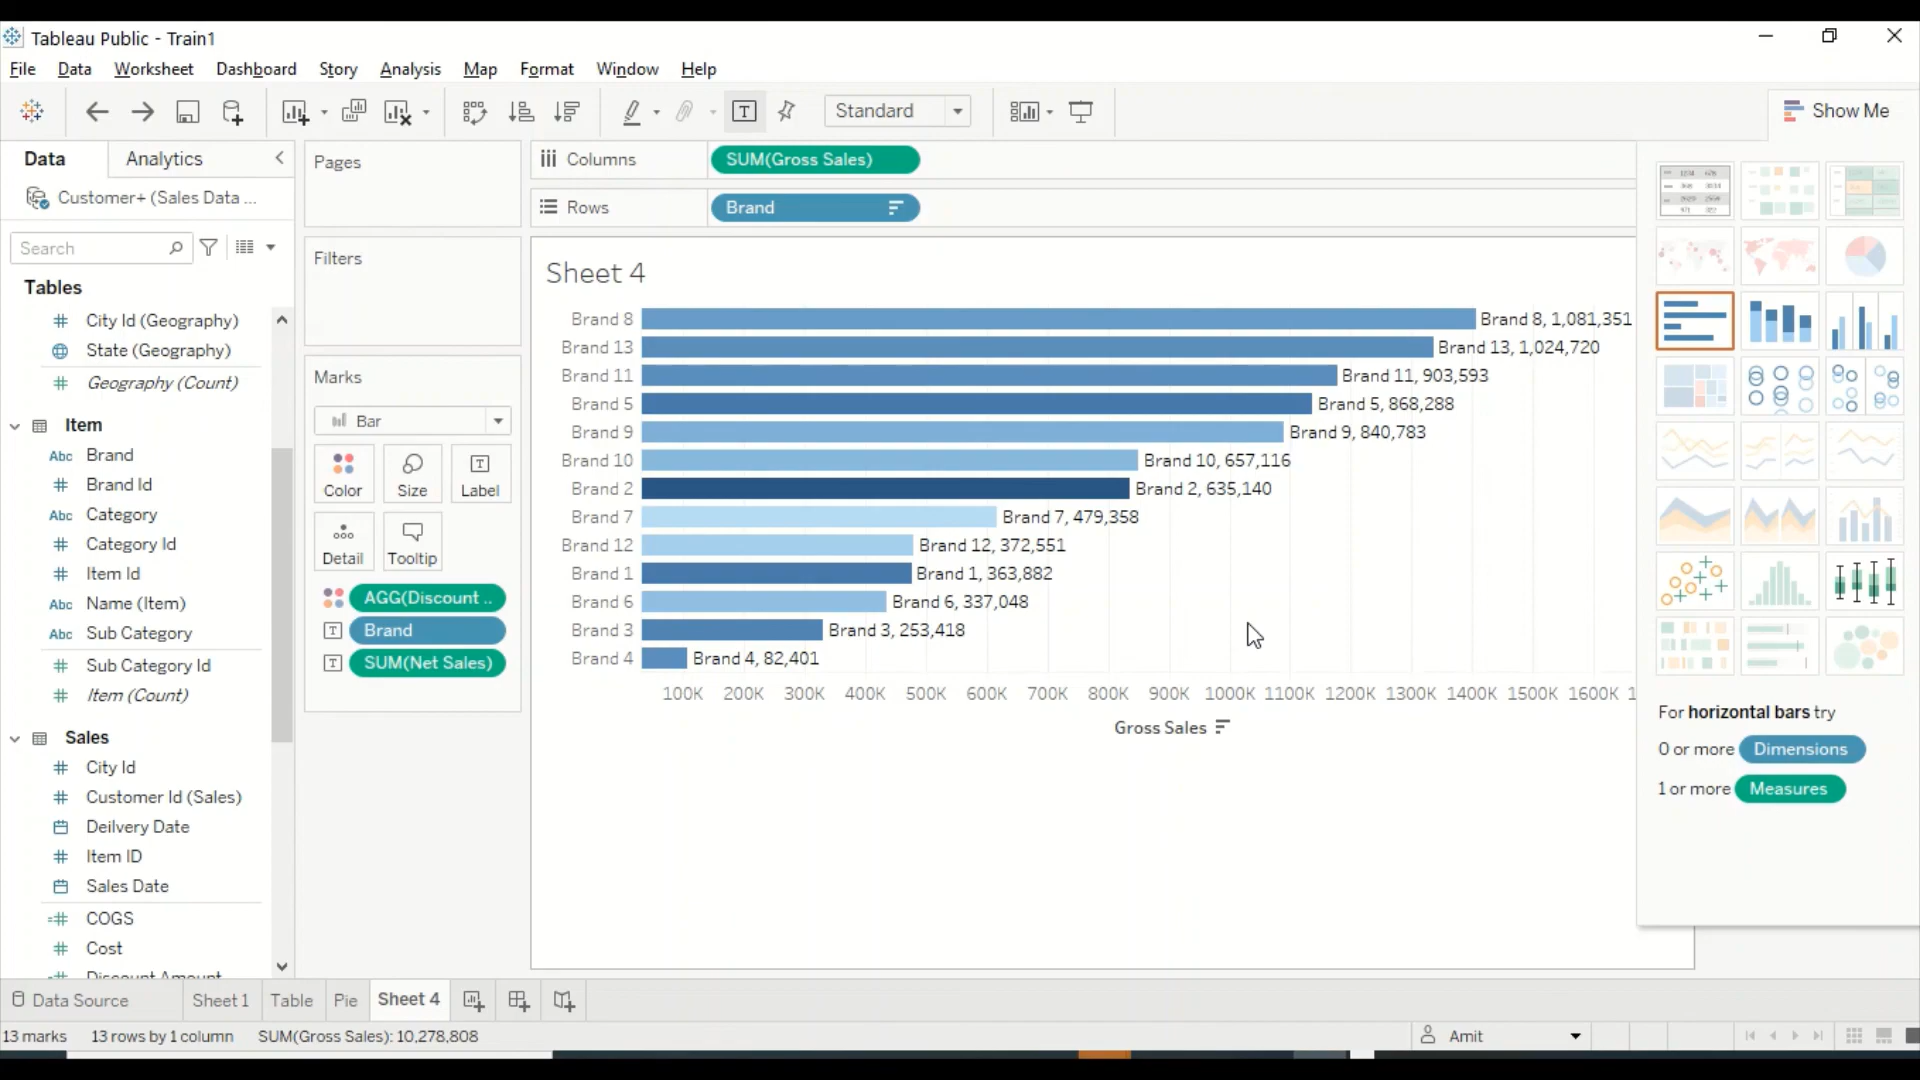 Tableau Public - Train1
File Data Worksheet Dashboard Story Analysis Map Format Window Help
Standard
Show Me
Data Analytics
Customer+ (Sales Data ...
Search
Tables
City Id (Geography)
State (Geography)
Geography (Count)
Item
Abc Brand
Brand Id
Abc Category
Category Id
Item Id
Abc Name (Item)
Abc Sub Category
Sub Category Id
Item (Count)
Sales
City Id
Customer Id (Sales)
Deilvery Date
Item ID
Sales Date
COGS
Cost
Discount Amount
Pages
Filters
Marks
Bar
Color Size Label
Detail Tooltip
AGG(Discount ..
Brand
SUM(Net Sales)
Columns SUM(Gross Sales)
Rows Brand
Sheet 4
Brand 8 Brand 8, 1,081,351
Brand 13 Brand 13, 1,024,720
Brand 11 Brand 11, 903,593
Brand 5 Brand 5, 868,288
Brand 9 Brand 9, 840,783
Brand 10 Brand 10, 657,116
Brand 2 Brand 2, 635,140
Brand 7 Brand 7, 479,358
Brand 12 Brand 12, 372,551
Brand 1 Brand 1, 363,882
Brand 6 Brand 6, 337,048
Brand 3 Brand 3, 253,418
Brand 4 Brand 4, 82,401
100K 200K 300K 400K 500K 600K 700K 800K 900K 1000K 1100K 1200K 1300K 1400K 1500K 1600K 1
Gross Sales
For horizontal bars try
0 or more Dimensions
1 or more Measures
Data Source Sheet 1 Table Pie Sheet 4
13 marks 13 rows by 1 column SUM(Gross Sales): 10,278,808
Amit